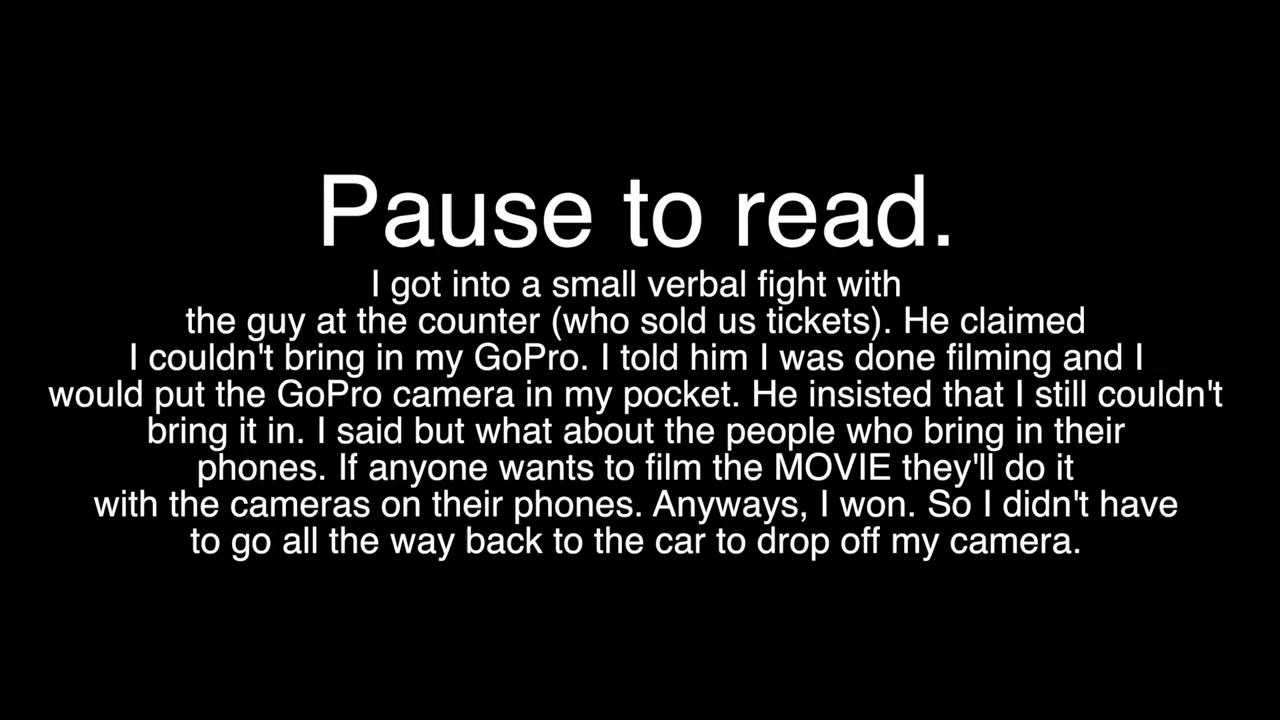 Pause to read.
I got into a small verbal fight with
the guy at the counter (who sold us tickets). He claimed
I couldn't bring in my GoPro. I told him I was done filming and I
would put the GoPro camera in my pocket. He insisted that I still couldn't
bring it in. I said but what about the people who bring in their
phones. If anyone wants to film the MOVIE they'll do it
with the cameras on their phones. Anyways, I won. So I didn't have
to go all the way back to the car to drop off my camera.